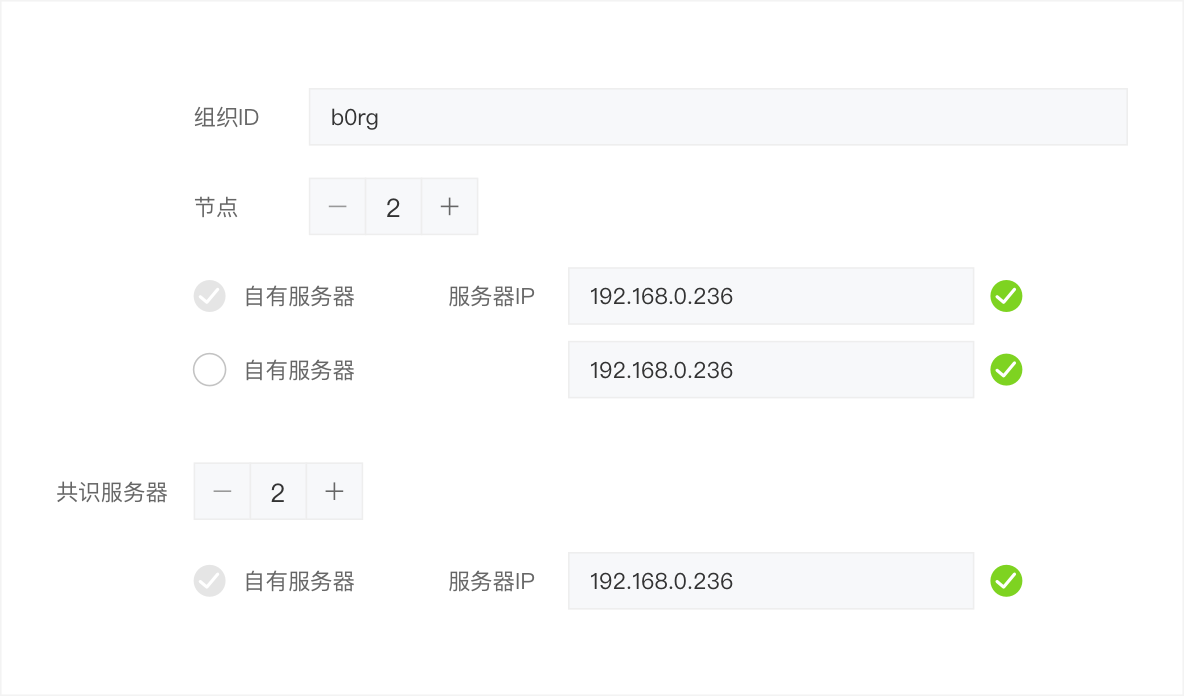 组织ID b0rg
节点 2
自有服务器 服务器IP 192.168.0.236
自有服务器 192.168.0.236
共识服务器 2
自有服务器 服务器IP 192.168.0.236